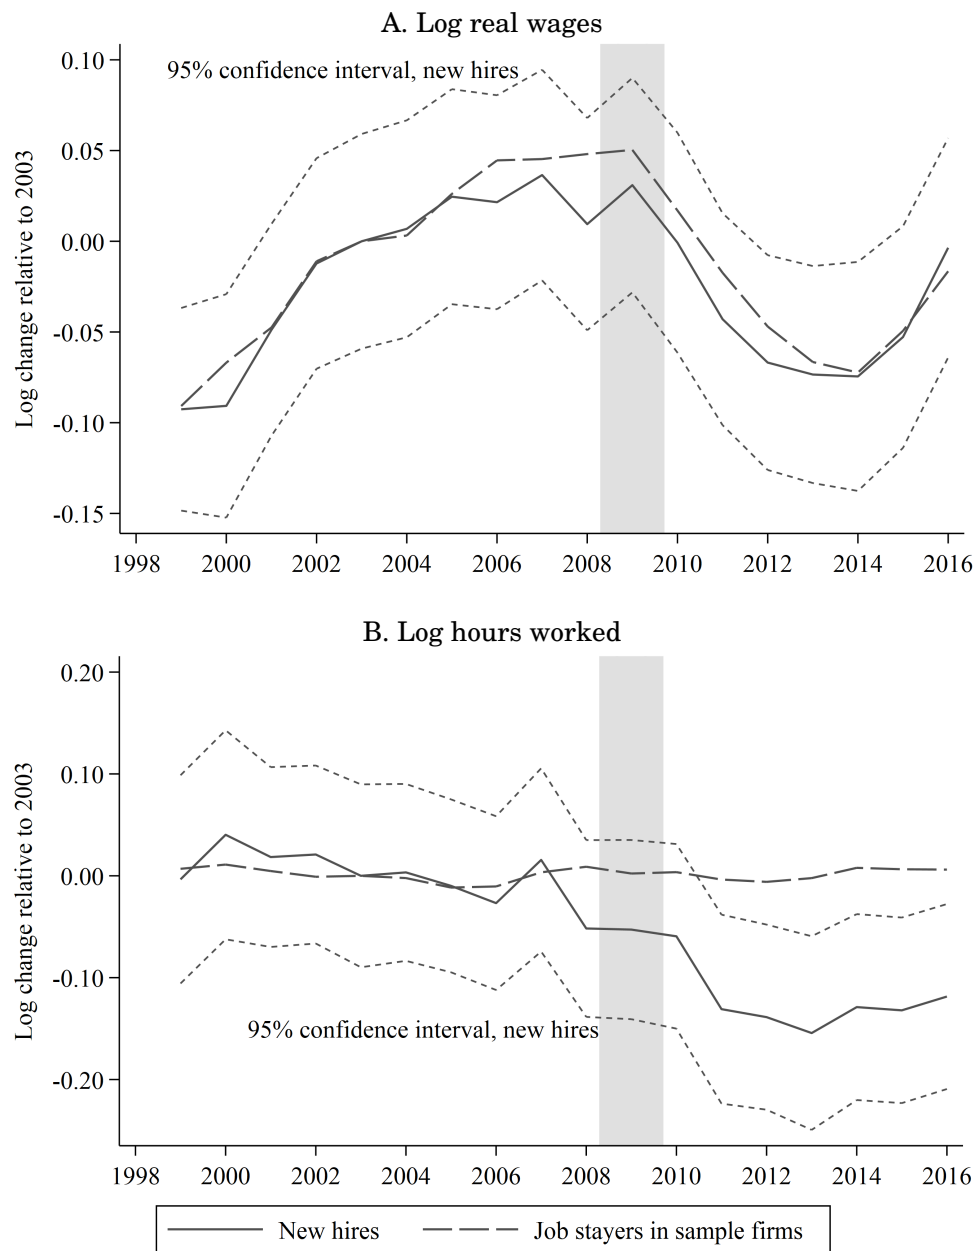 A. Log real wages
95% confidence interval, new hires
Log change relative to 2003
0.10
0.05
0.00
-0.05
-0.10
-0.15
1998 2000 2002 2004 2006 2008 2010 2012 2014 2016
B. Log hours worked
Log change relative to 2003
0.20
0.10
0.00
-0.10
-0.20
95% confidence interval, new hires
1998 2000 2002 2004 2006 2008 2010 2012 2014 2016
New hires Job stayers in sample firms